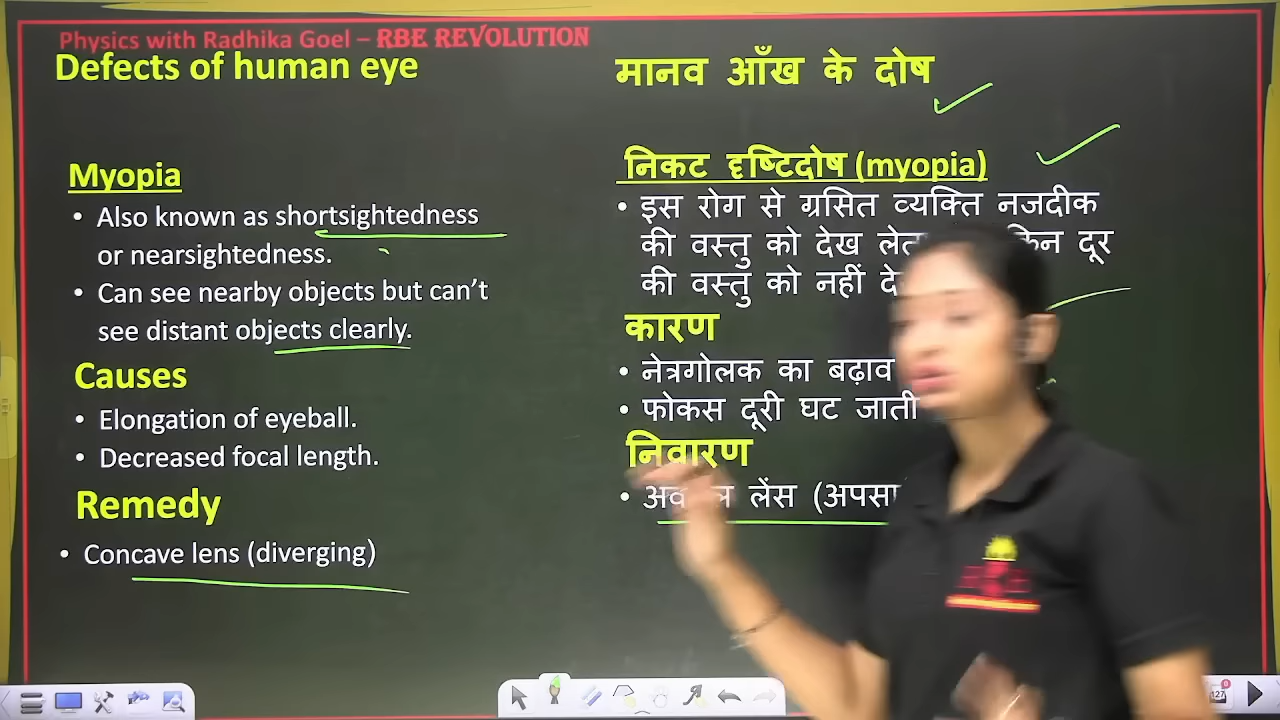 Physics with Radhika Goel – RBE REVOLUTION
Defects of human eye
Myopia
• Also known as shortsightedness
or nearsightedness.
• Can see nearby objects but can't
see distant objects clearly.
Causes
• Elongation of eyeball.
• Decreased focal length.
Remedy
• Concave lens (diverging)
मानव आँख के दोष
निकट दृष्टिदोष (myopia)
• इस रोग से ग्रसित व्यक्ति नजदीक
की वस्तु को देख दूर
की वस्तु को नहीं
कारण
• नेत्रगोलक का बढ़ाव
• फोकस दूरी घट जाती
निवारण
• लेंस
127